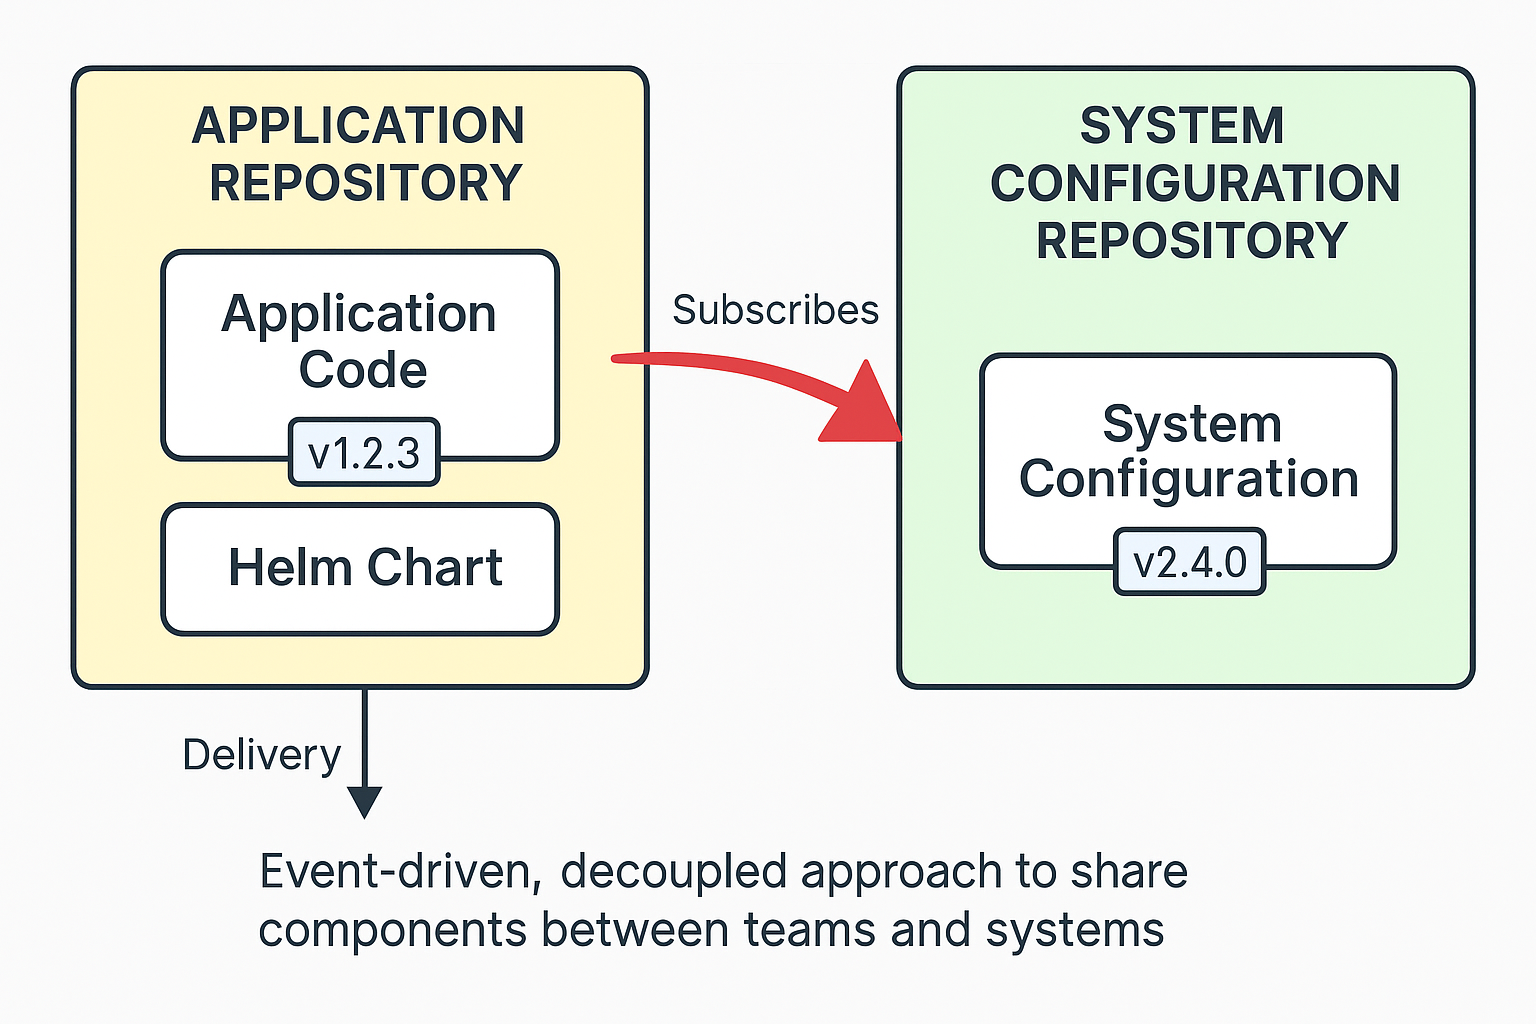 APPLICATION
REPOSITORY
Application
Code
v1.2.3
Helm Chart
Subscribes
SYSTEM
CONFIGURATION
REPOSITORY
System
Configuration
v2.4.0
Delivery
Event-driven, decoupled approach to share
components between teams and systems